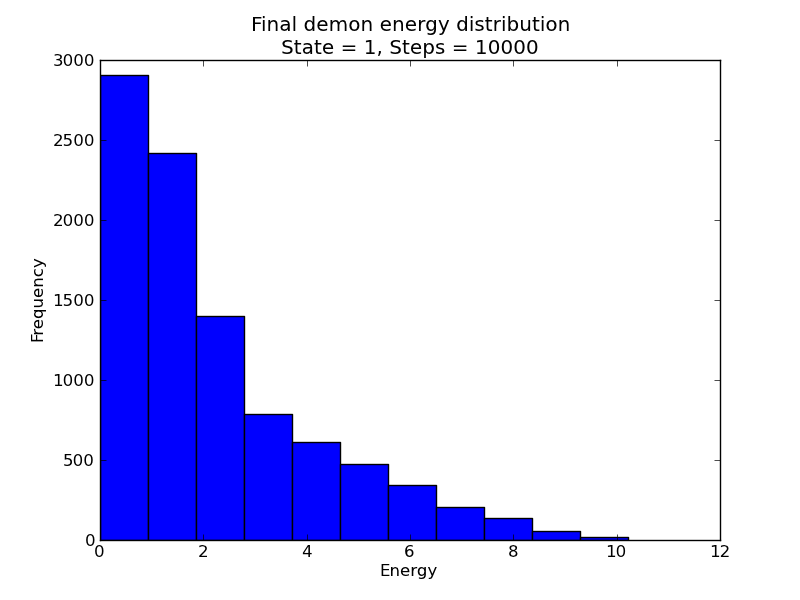 Final demon energy distribution
State = 1, Steps = 10000
3000
2500
2000
1500
1000
500
0
Frequency
0 2 4 6 8 10 12
Energy